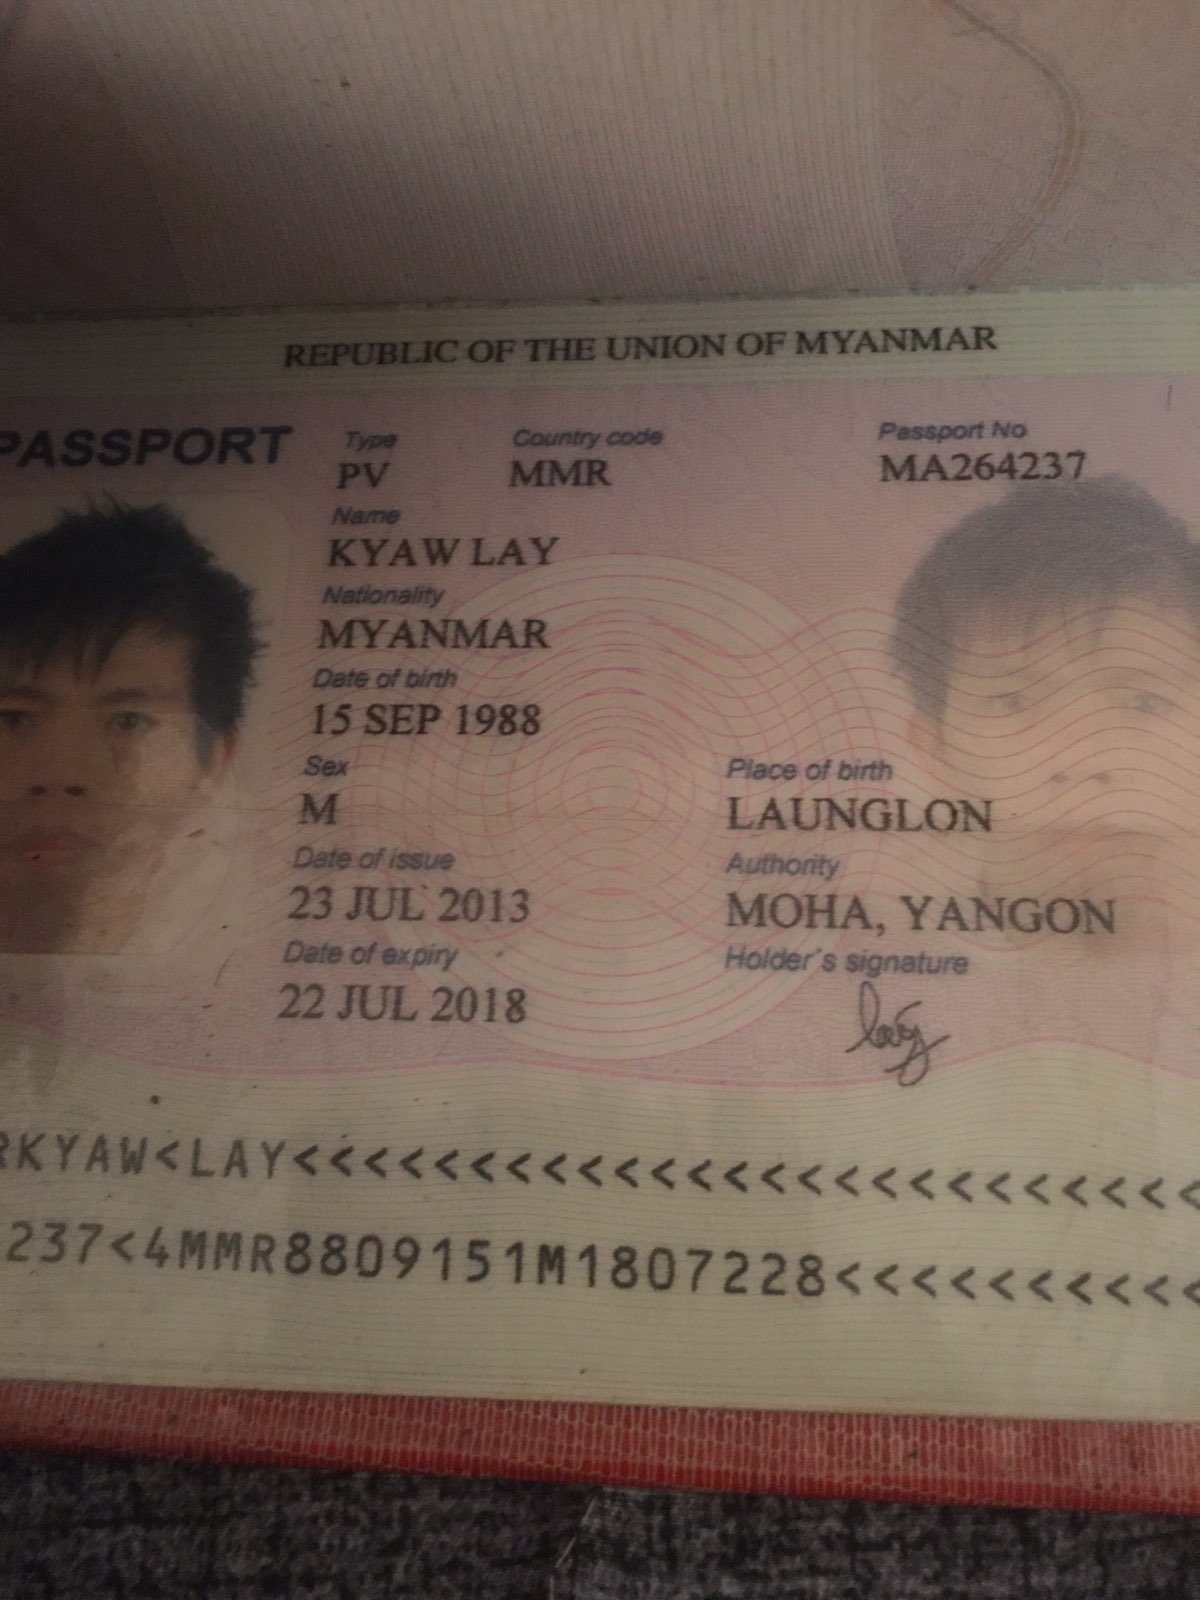 REPUBLIC OF THE UNION OF MYANMAR
PASSPORT Type Country code Passport No
PV MMR MA264237
Name
KYAW LAY
Nationality
MYANMAR
Date of birth
15 SEP 1988
Sex Place of birth
M LAUNGLON
Date of issue Authority
23 JUL 2013 MOHA, YANGON
Date of expiry Holder's signature
22 JUL 2018 lay
RKYAW<LAY<<<<<<<<<<<<<<<<<<<<<<<<<<
237<4MMR8809151M1807228<<<<<<<<<<